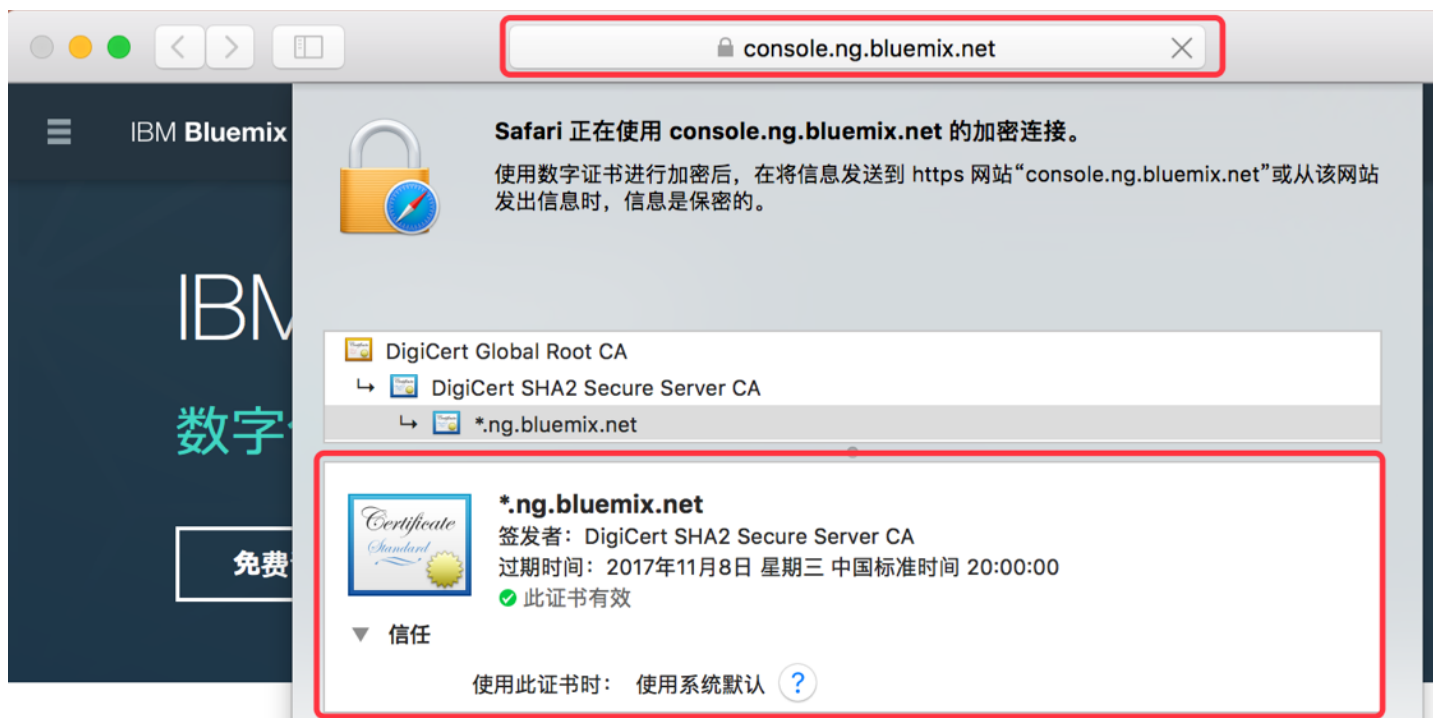 console.ng.bluemix.net
IBM Bluemix
Safari 正在使用 console.ng.bluemix.net 的加密连接。
使用数字证书进行加密后，在将信息发送到 https 网站“console.ng.bluemix.net”或从该网站
发出信息时，信息是保密的。
IBM
数字
免费
DigiCert Global Root CA
DigiCert SHA2 Secure Server CA
*.ng.bluemix.net
Certificate
Standard
*.ng.bluemix.net
签发者：DigiCert SHA2 Secure Server CA
过期时间：2017年11月8日 星期三 中国标准时间 20:00:00
此证书有效
信任
使用此证书时： 使用系统默认 ?